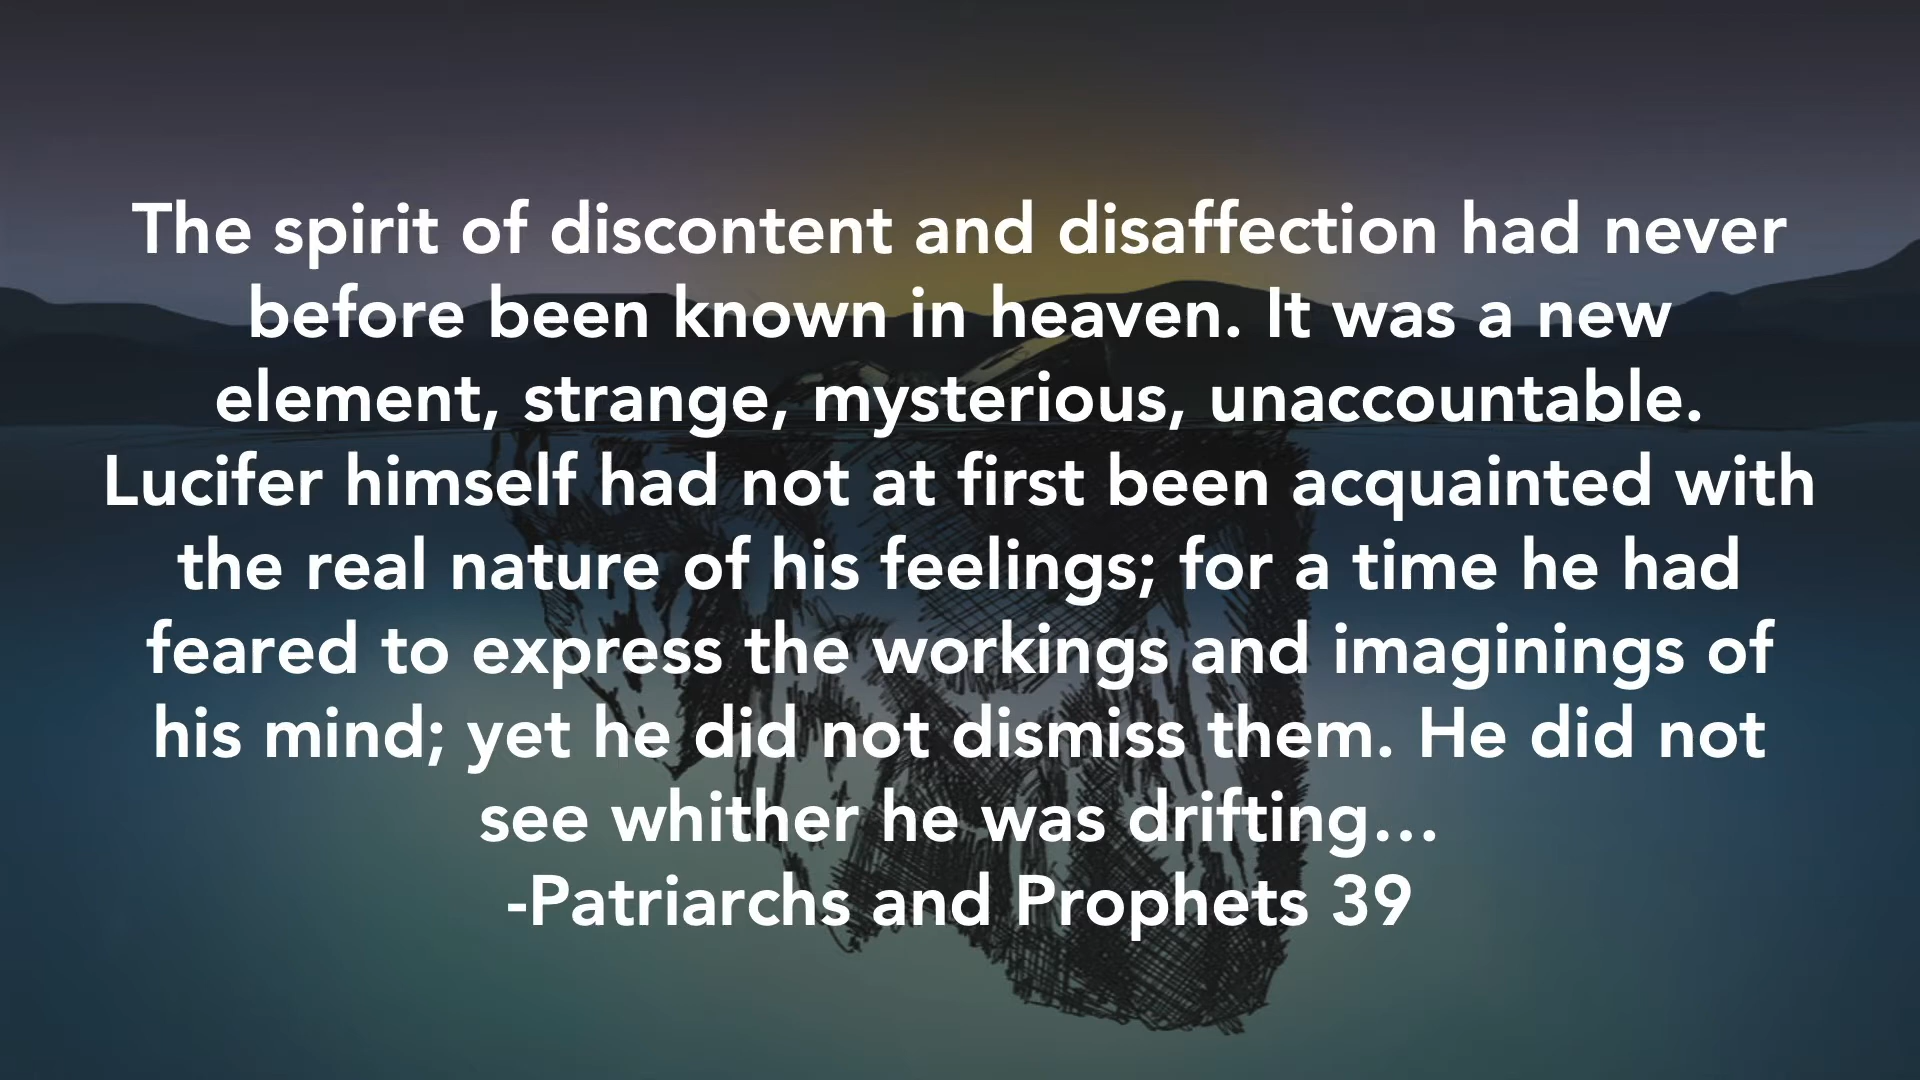 The spirit of discontent and disaffection had never
before been known in heaven. It was a new
element, strange, mysterious, unaccountable.
Lucifer himself had not at first been acquainted with
the real nature of his feelings; for a time he had
feared to express the workings and imaginings of
his mind; yet he did not dismiss them. He did not
see whither he was drifting…
-Patriarchs and Prophets 39